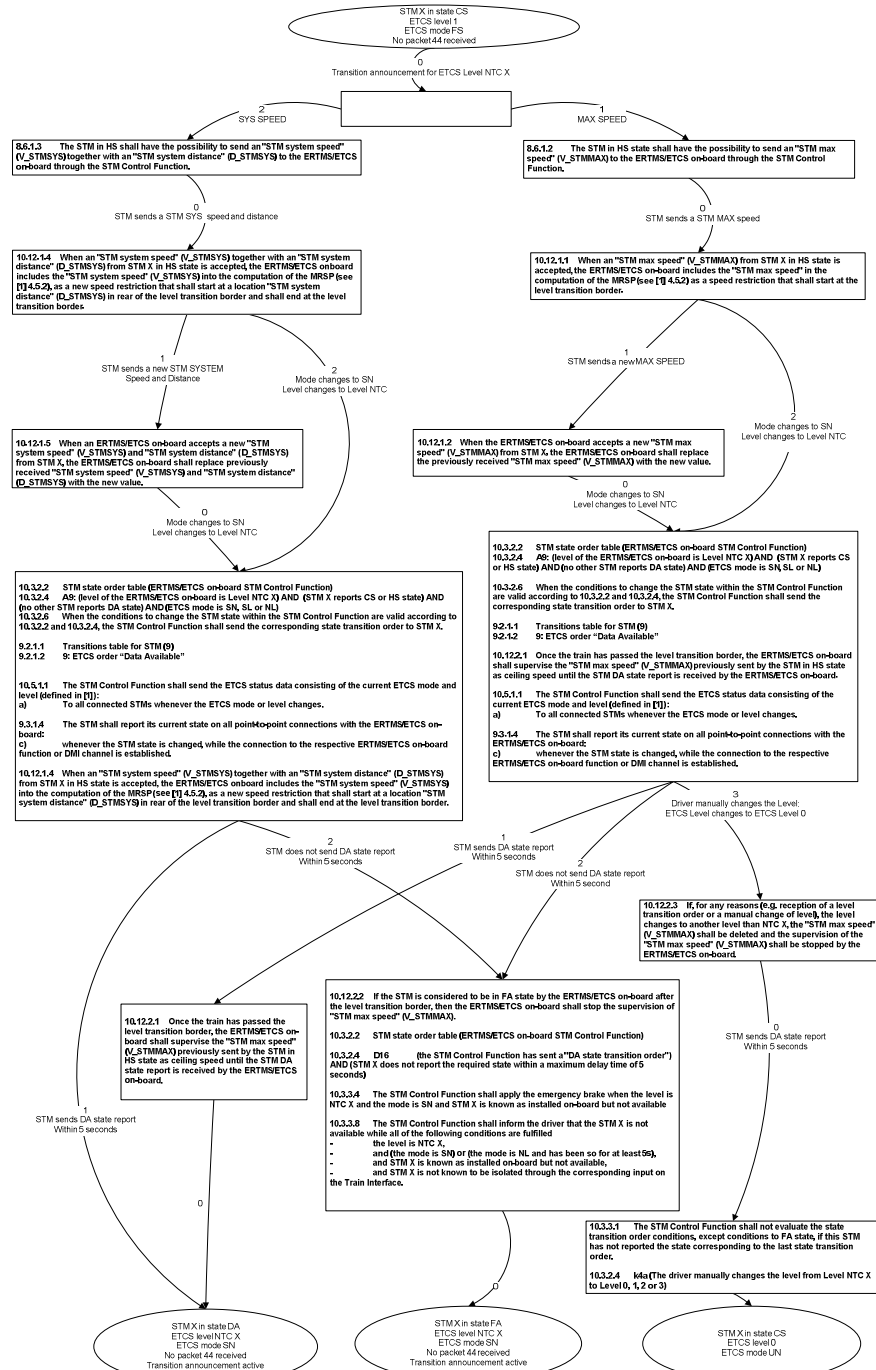 STM X in state CS
ETCS level 1
ETCS mode FS
No packet 44 received
0
Transition announcement for ETCS Level NTC X
2
SYS SPEED
1
MAX SPEED
8.6.1.3 The STM in HS shall have the possibility to send an "STM system speed"
(V_STMSYS) together with an "STM system distance" (D_STMSYS) to the ERTMS/ETCS
on-board through the STM Control Function.
8.6.1.2 The STM in HS state shall have the possibility to send an "STM max
speed" (V_STMMAX) to the ERTMS/ETCS on-board through the STM Control
Function.
0
STM sends a STM SYS speed and distance
0
STM sends a STM MAX speed
10.12.1.4 When an "STM system speed" (V_STMSYS) together with an "STM system
distance" (D_STMSYS) from STM X in HS state is accepted, the ERTMS/ETCS onboard
includes the "STM system speed" (V_STMSYS) into the computation of the MRSP (see
[1] 4.5.2), as a new speed restriction that shall start at a location "STM system
distance" (D_STMSYS) in rear of the level transition border and shall end at the level
transition border.
10.12.1.1 When an "STM max speed" (V_STMMAX) from STM X in HS state is
accepted, the ERTMS/ETCS on-board includes the "STM max speed" in the
computation of the MRSP (see [1] 4.5.2) as a speed restriction that shall start at the
level transition border.
1
STM sends a new STM SYSTEM
Speed and Distance
2
Mode changes to SN
Level changes to Level NTC
1
STM sends a new MAX SPEED
2
Mode changes to SN
Level changes to Level NTC
10.12.1.5 When an ERTMS/ETCS on-board accepts a new "STM
system speed" (V_STMSYS) and "STM system distance" (D_STMSYS)
from STM X, the ERTMS/ETCS on-board shall replace previously
received "STM system speed" (V_STMSYS) and "STM system distance"
(D_STMSYS) with the new value.
10.12.1.2 When the ERTMS/ETCS on-board accepts a new "STM max
speed" (V_STMMAX) from STM X, the ERTMS/ETCS on-board shall replace
the previously received "STM max speed" (V_STMMAX) with the new value.
0
Mode changes to SN
Level changes to Level NTC
0
Mode changes to SN
Level changes to Level NTC
10.3.2.2 STM state order table (ERTMS/ETCS on-board STM Control Function)
10.3.2.4 A9: (level of the ERTMS/ETCS on-board is Level NTC X) AND (STM X reports CS or HS state) AND
(no other STM reports DA state) AND (ETCS mode is SN, SL or NL)
10.3.2.6 When the conditions to change the STM state within the STM Control Function are valid according to
10.3.2.2 and 10.3.2.4, the STM Control Function shall send the corresponding state transition order to STM X.
9.2.1.1 Transitions table for STM (9)
9.2.1.2 9: ETCS order "Data Available"
10.5.1.1 The STM Control Function shall send the ETCS status data consisting of the current ETCS mode and
level (defined in [1]):
a) To all connected STMs whenever the ETCS mode or level changes.
9.3.1.4 The STM shall report its current state on all point-to-point connections with the ERTMS/ETCS on-
board:
c) whenever the STM state is changed, while the connection to the respective ERTMS/ETCS on-board
function or DMI channel is established.
10.12.1.4 When an "STM system speed" (V_STMSYS) together with an "STM system distance" (D_STMSYS)
from STM X in HS state is accepted, the ERTMS/ETCS onboard includes the "STM system speed" (V_STMSYS)
into the computation of the MRSP (see [1] 4.5.2), as a new speed restriction that shall start at a location "STM
system distance" (D_STMSYS) in rear of the level transition border and shall end at the level transition border.
10.3.2.2 STM state order table (ERTMS/ETCS on-board STM Control Function)
10.3.2.4 A9: (level of the ERTMS/ETCS on-board is Level NTC X) AND (STM X reports CS
or HS state) AND (no other STM reports DA state) AND (ETCS mode is SN, SL or NL)
10.3.2.6 When the conditions to change the STM state within the STM Control Function are
valid according to 10.3.2.2 and 10.3.2.4, the STM Control Function shall send the
corresponding state transition order to STM X.
9.2.1.1 Transitions table for STM (9)
9.2.1.2 9: ETCS order "Data Available"
10.12.2.1 Once the train has passed the level transition border, the ERTMS/ETCS on-board
shall supervise the "STM max speed" (V_STMMAX) previously sent by the STM in HS state
as ceiling speed until the STM DA state report is received by the ERTMS/ETCS on-board.
10.5.1.1 The STM Control Function shall send the ETCS status data consisting of the
current ETCS mode and level (defined in [1]):
a) To all connected STMs whenever the ETCS mode or level changes.
9.3.1.4 The STM shall report its current state on all point-to-point connections with the
ERTMS/ETCS on-board:
c) whenever the STM state is changed, while the connection to the respective
ERTMS/ETCS on-board function or DMI channel is established.
2
STM does not send DA state report
Within 5 seconds
1
STM sends DA state report
Within 5 seconds
2
STM does not send DA state report
Within 5 second
3
Driver manually changes the Level;
ETCS Level changes to ETCS Level 0
10.12.2.3 If, for any reasons (e.g. reception of a level
transition order or a manual change of level), the level
changes to another level than NTC X, the "STM max speed"
(V_STMMAX) shall be deleted and the supervision of the
"STM max speed" (V_STMMAX) shall be stopped by the
ERTMS/ETCS on-board.
10.12.2.1 Once the train has passed the
level transition border, the ERTMS/ETCS on-
board shall supervise the "STM max speed"
(V_STMMAX) previously sent by the STM in
HS state as ceiling speed until the STM DA
state report is received by the ERTMS/ETCS
on-board.
10.12.2.2 If the STM is considered to be in FA state by the ERTMS/ETCS on-board after
the level transition border, then the ERTMS/ETCS on-board shall stop the supervision of
"STM max speed" (V_STMMAX).
10.3.2.2 STM state order table (ERTMS/ETCS on-board STM Control Function)
10.3.2.4 D16 (the STM Control Function has sent a "DA state transition order")
AND (STM X does not report the required state within a maximum delay time of 5
seconds)
10.3.3.4 The STM Control Function shall apply the emergency brake when the level is
NTC X and the mode is SN and STM X is known as installed on-board but not available
10.3.3.8 The STM Control Function shall inform the driver that the STM X is not
available while all of the following conditions are fulfilled
- the level is NTC X,
- and (the mode is SN) or (the mode is NL and has been so for at least 5s),
- and STM X is known as installed on-board but not available,
- and STM X is not known to be isolated through the corresponding input on
the Train Interface.
0
STM sends DA state report
Within 5 seconds
1
STM sends DA state report
Within 5 seconds
0
10.3.3.1 The STM Control Function shall not evaluate the state
transition order conditions, except conditions to FA state, if this STM
has not reported the state corresponding to the last state transition
order.
10.3.2.4 k4a (The driver manually changes the level from Level NTC X
to Level 0, 1, 2 or 3)
0
STM X in state DA
ETCS level NTC X
ETCS mode SN
No packet 44 received
Transition announcement active
STM X in state FA
ETCS level NTC X
ETCS mode SN
No packet 44 received
Transition announcement active
STM X in state CS
ETCS level 0
ETCS mode UN